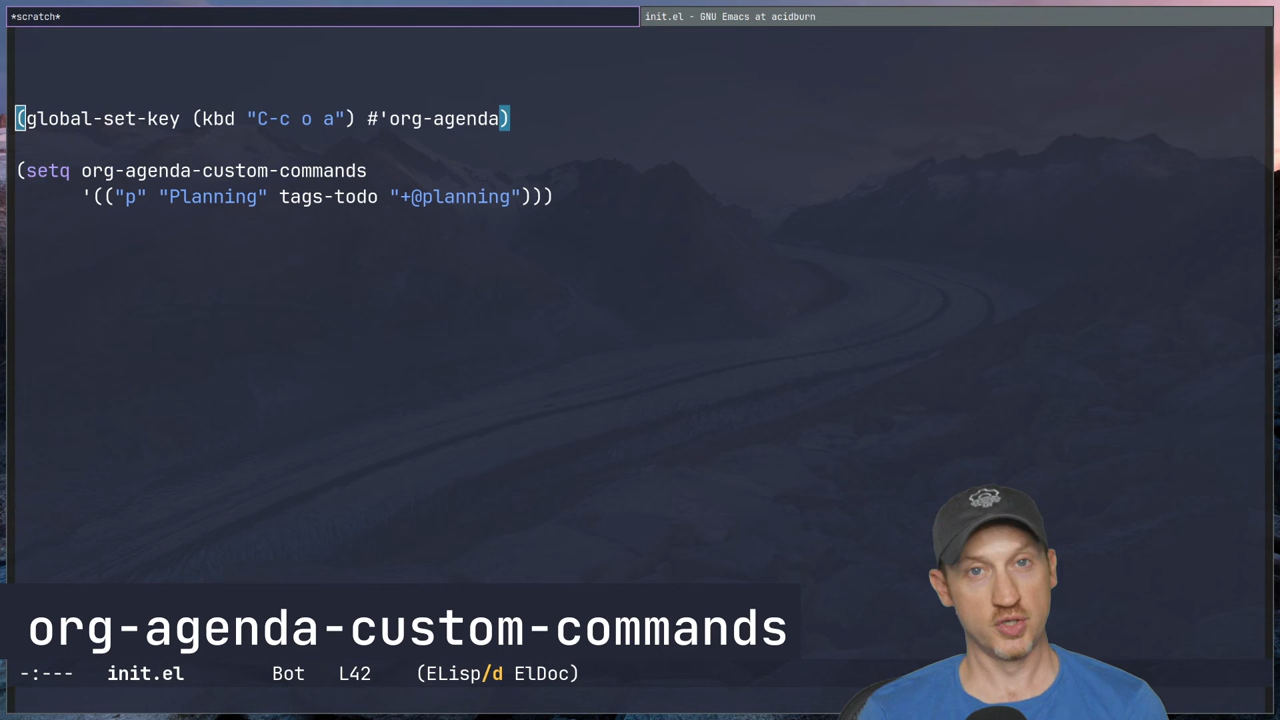 *scratch*
init.el - GNU Emacs at acidburn
(global-set-key (kbd "C-c o a") #'org-agenda)
(setq org-agenda-custom-commands
'(("p" "Planning" tags-todo "+@planning")))
org-agenda-custom-commands
-:--- init.el Bot L42 (ELisp/d ElDoc)